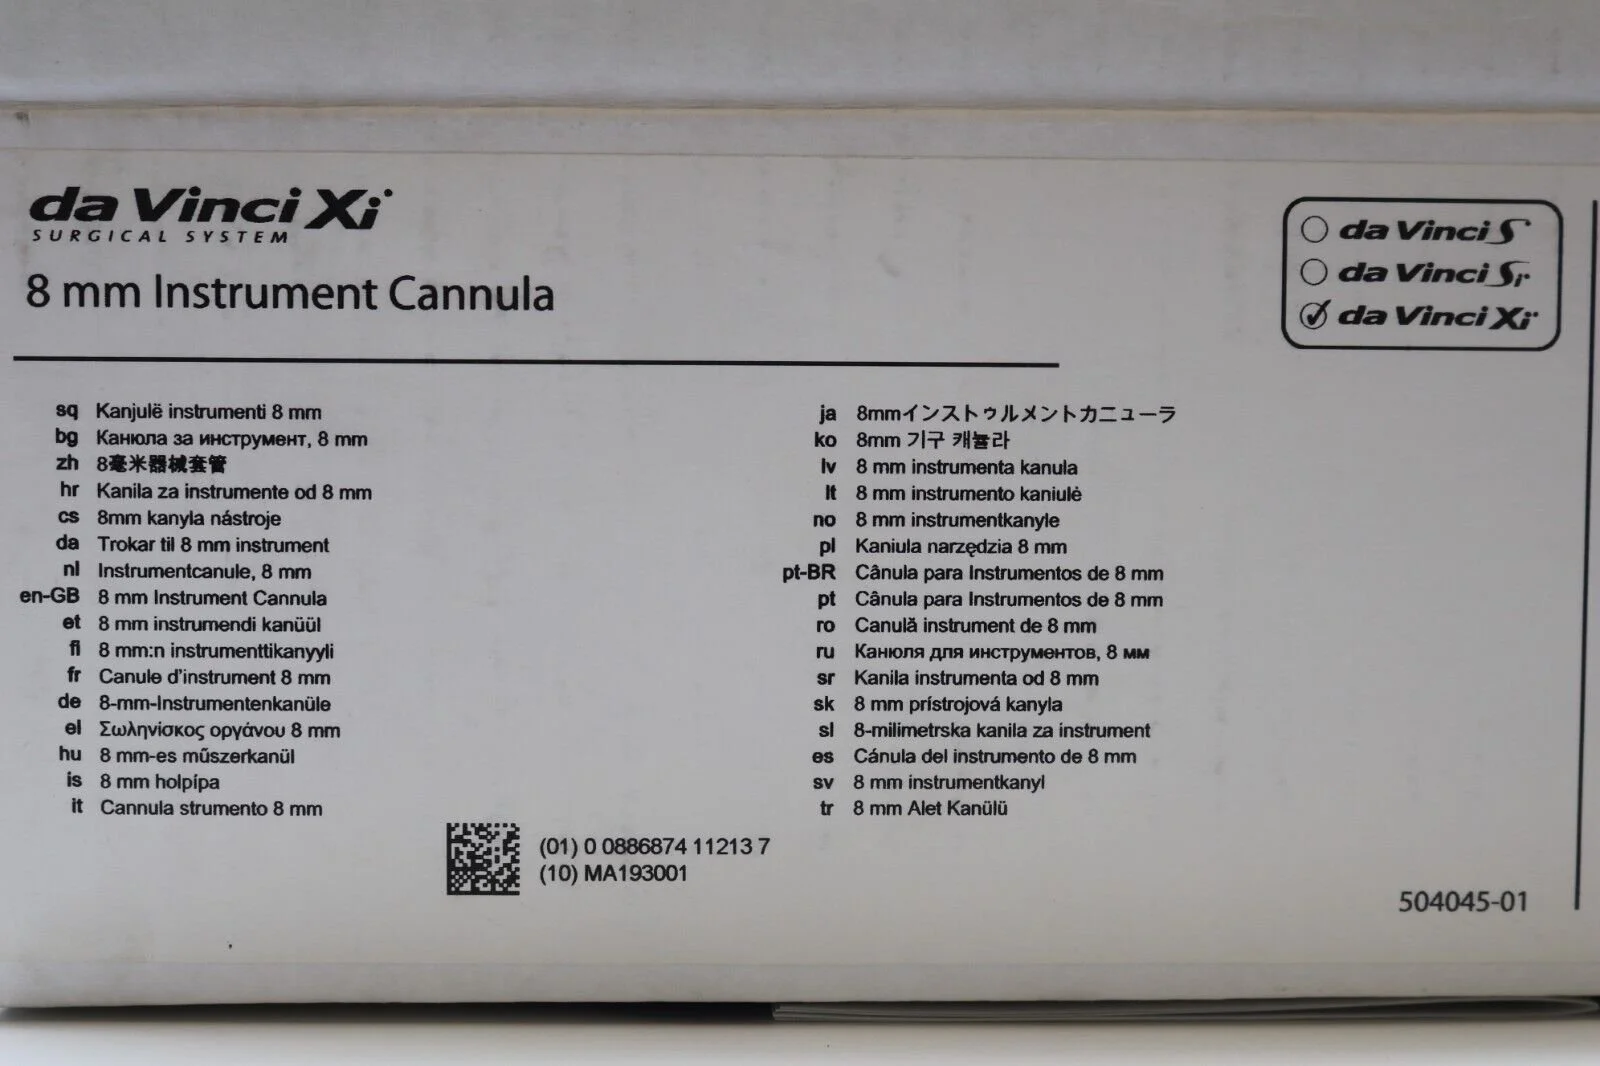 da Vinci Xi
SURGICAL SYSTEM
8 mm Instrument Cannula
da Vinci S
da Vinci Si
da Vinci Xi
sq Kanjulë instrumenti 8 mm
bg Канюла за инструмент, 8 mm
zh 8毫米器械套管
hr Kanila za instrumente od 8 mm
cs 8mm kanyla nástroje
da Trokar til 8 mm instrument
nl Instrumentcanule, 8 mm
en-GB 8 mm Instrument Cannula
et 8 mm instrumendi kanüül
fi 8 mm:n instrumenttikanyyli
fr Canule d'instrument 8 mm
de 8-mm-Instrumentenkanüle
el Σωληνίσκος οργάνου 8 mm
hu 8 mm-es műszerkanül
is 8 mm holpípa
it Cannula strumento 8 mm
ja 8mmインストゥルメントカニューラ
ko 8mm 기구 캐뉼라
lv 8 mm instrumenta kanula
lt 8 mm instrumento kaniulė
no 8 mm instrumentkanyle
pl Kaniula narzędzia 8 mm
pt-BR Cânula para Instrumentos de 8 mm
pt Cânula para Instrumentos de 8 mm
ro Canulă instrument de 8 mm
ru Канюля для инструментов, 8 мм
sr Kanila instrumenta od 8 mm
sk 8 mm prístrojová kanyla
sl 8-milimetrska kanila za instrument
es Cánula del instrumento de 8 mm
sv 8 mm instrumentkanyl
tr 8 mm Alet Kanülü
(01) 0 0886874 11213 7
(10) MA193001
504045-01